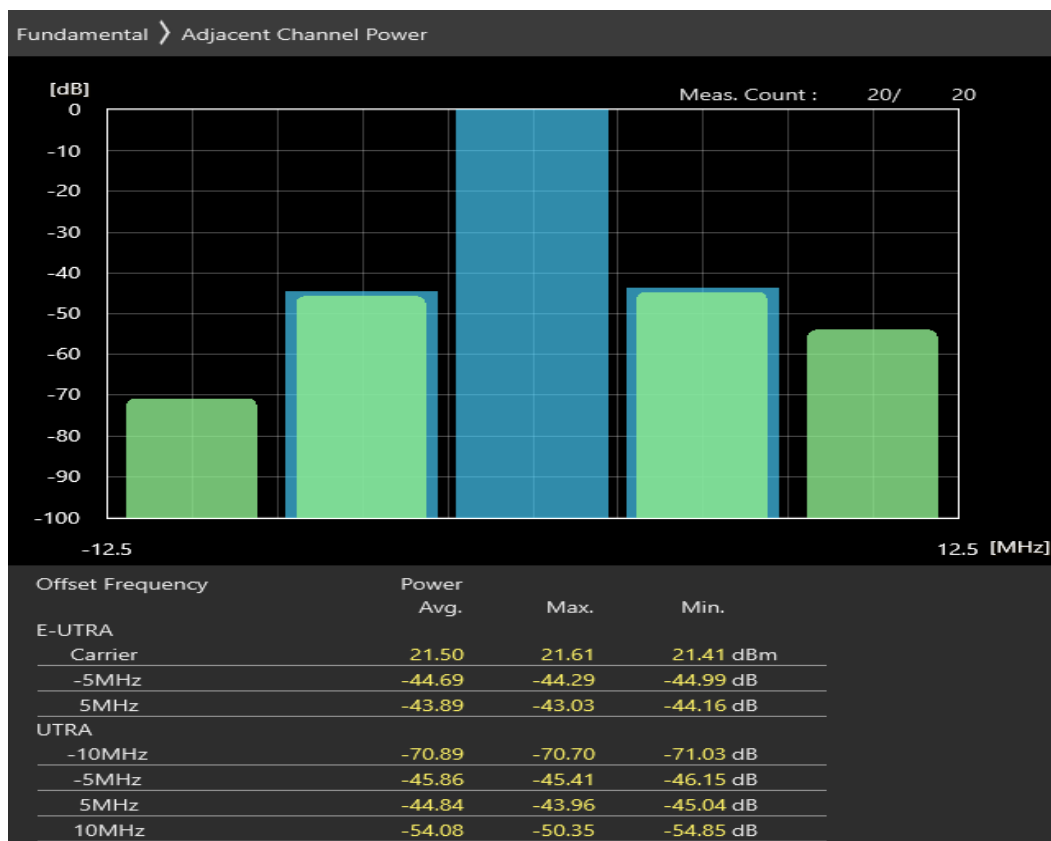 Fundamental 〉 Adjacent Channel Power
[dB]
Meas. Count : 20/ 20
0
-10
-20
-30
-40
-50
-60
-70
-80
-90
-100
-12.5 12.5 [MHz]
Offset Frequency Power
Avg. Max. Min.
E-UTRA
Carrier 21.50 21.61 21.41 dBm
-5MHz -44.69 -44.29 -44.99 dB
5MHz -43.89 -43.03 -44.16 dB
UTRA
-10MHz -70.89 -70.70 -71.03 dB
-5MHz -45.86 -45.41 -46.15 dB
5MHz -44.84 -43.96 -45.04 dB
10MHz -54.08 -50.35 -54.85 dB